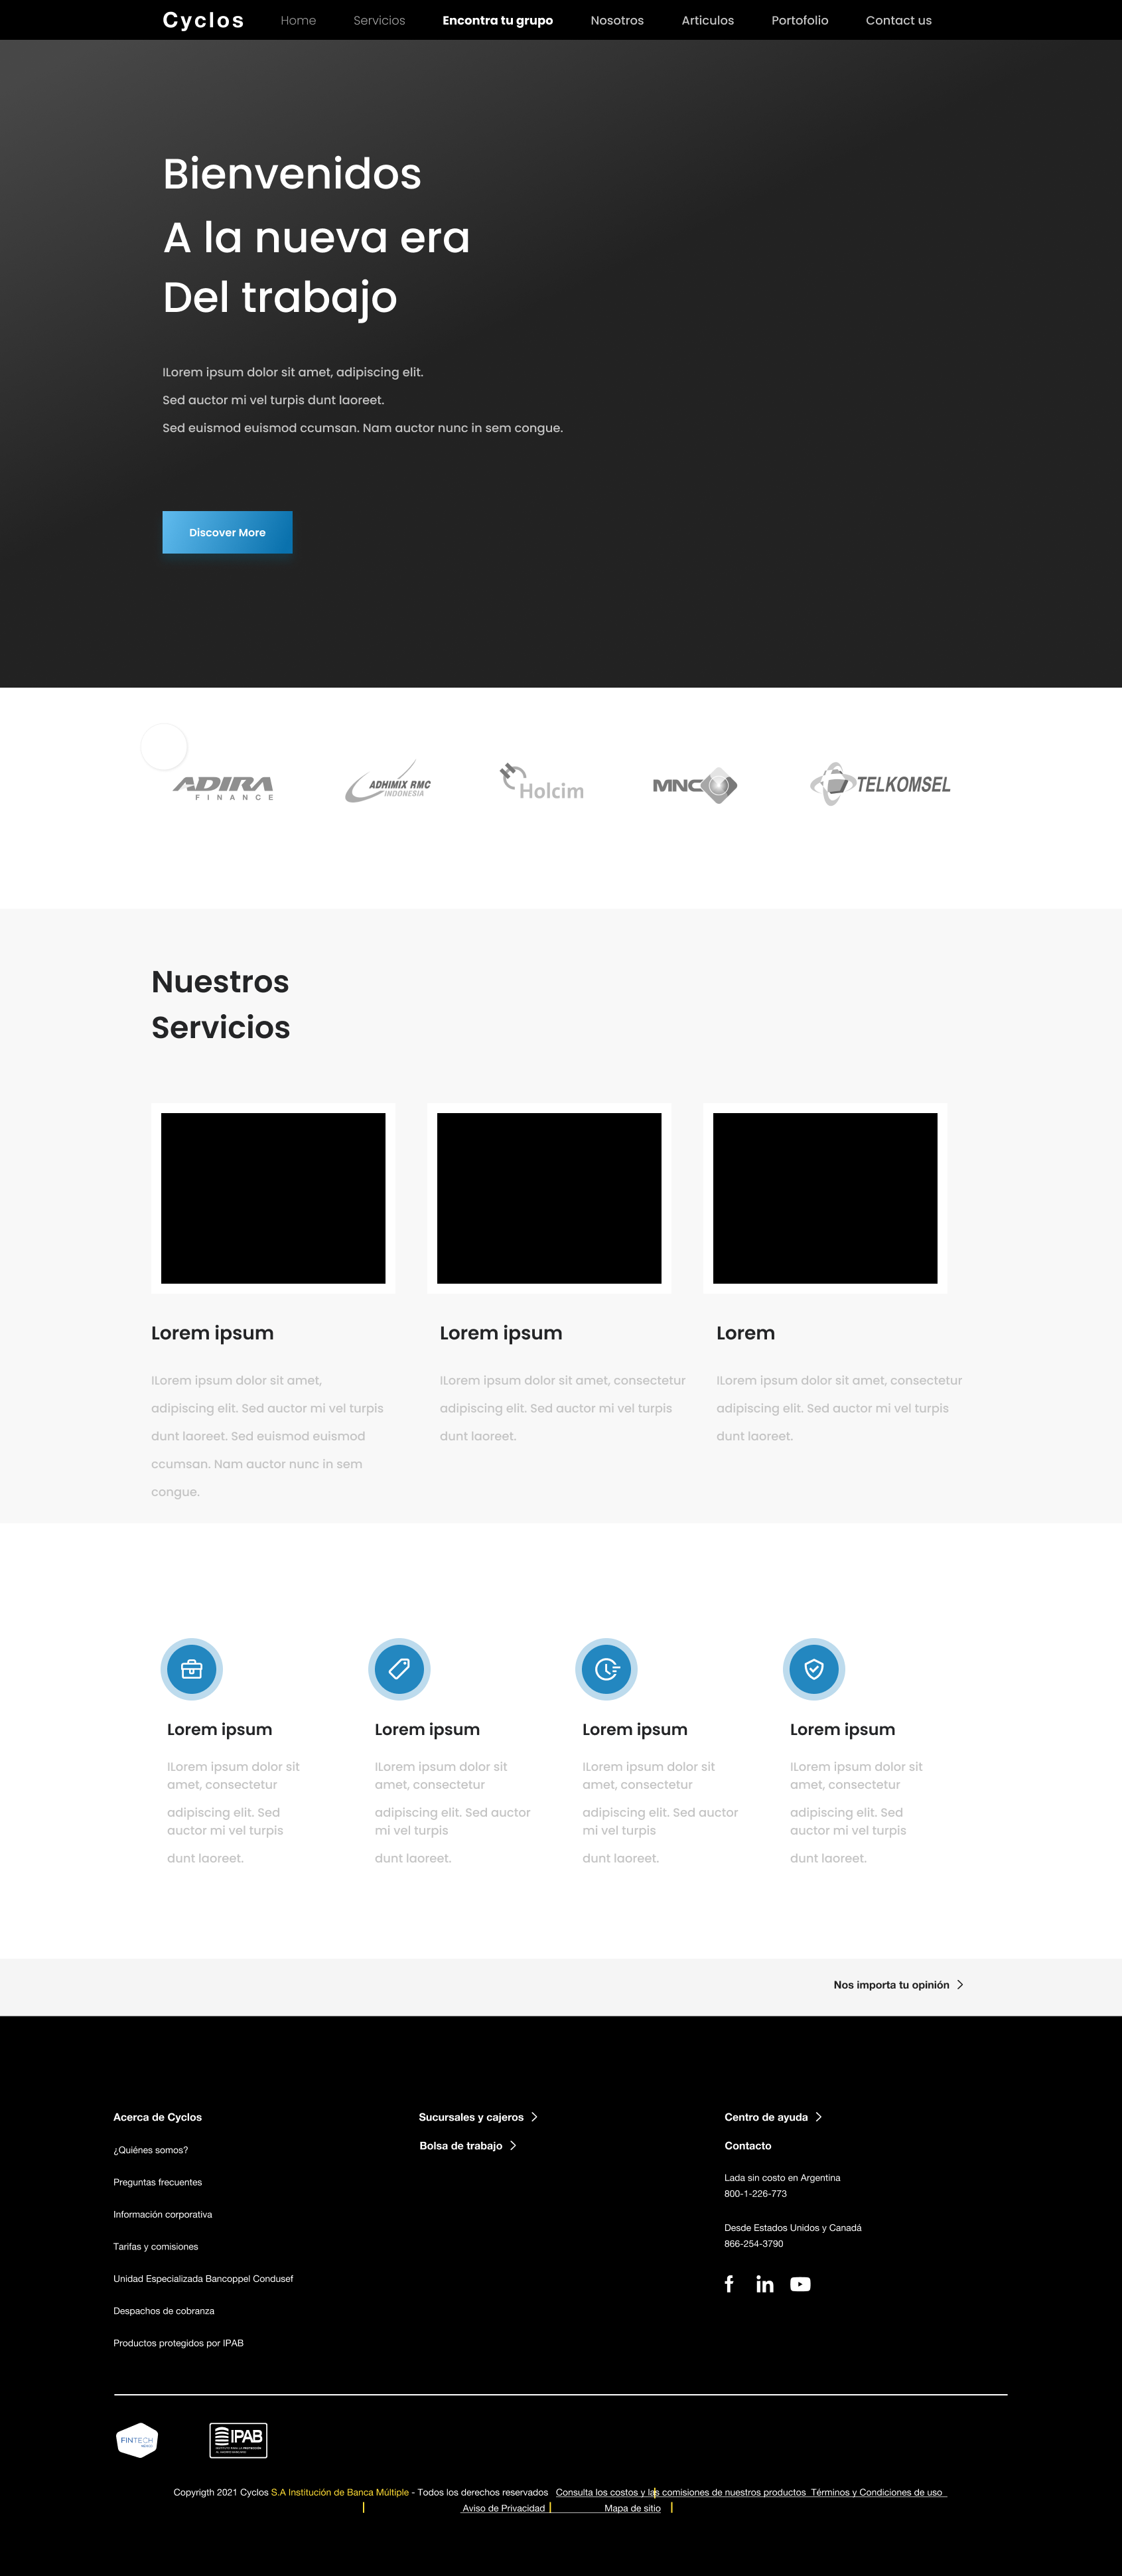 Cyclos Home Servicios Encontra tu grupo Nosotros Articulos Portofolio Contact us
Bienvenidos
A la nueva era
Del trabajo
ILorem ipsum dolor sit amet, adipiscing elit.
Sed auctor mi vel turpis dunt laoreet.
Sed euismod euismod ccumsan. Nam auctor nunc in sem congue.
Discover More
ADIRA
FINANCE
ADHIMIX RMC
INDONESIA
Holcim
MNC
TELKOMSEL
Nuestros
Servicios
Lorem ipsum
ILorem ipsum dolor sit amet,
adipiscing elit. Sed auctor mi vel turpis
dunt laoreet. Sed euismod euismod
ccumsan. Nam auctor nunc in sem
congue.
Lorem ipsum
ILorem ipsum dolor sit amet, consectetur
adipiscing elit. Sed auctor mi vel turpis
dunt laoreet.
Lorem
ILorem ipsum dolor sit amet, consectetur
adipiscing elit. Sed auctor mi vel turpis
dunt laoreet.
Lorem ipsum
ILorem ipsum dolor sit
amet, consectetur
adipiscing elit. Sed
auctor mi vel turpis
dunt laoreet.
Lorem ipsum
ILorem ipsum dolor sit
amet, consectetur
adipiscing elit. Sed auctor
mi vel turpis
dunt laoreet.
Lorem ipsum
ILorem ipsum dolor sit
amet, consectetur
adipiscing elit. Sed auctor
mi vel turpis
dunt laoreet.
Lorem ipsum
ILorem ipsum dolor sit
amet, consectetur
adipiscing elit. Sed
auctor mi vel turpis
dunt laoreet.
Nos importa tu opinión
Acerca de Cyclos
¿Quiénes somos?
Preguntas frecuentes
Información corporativa
Tarifas y comisiones
Unidad Especializada Bancoppel Condusef
Despachos de cobranza
Productos protegidos por IPAB
Sucursales y cajeros
Bolsa de trabajo
Centro de ayuda
Contacto
Lada sin costo en Argentina
800-1-226-773
Desde Estados Unidos y Canadá
866-254-3790
FINTECH
IPAB
Copyrigth 2021 Cyclos S.A Institución de Banca Múltiple - Todos los derechos reservados Consulta los costos y las comisiones de nuestros productos Términos y Condiciones de uso
Aviso de Privacidad Mapa de sitio